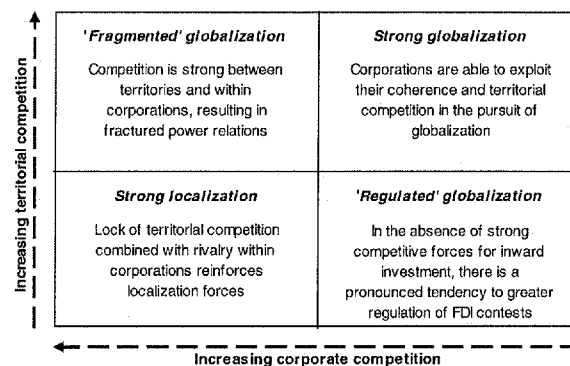 Increasing territorial competition
'Fragmented' globalization
Competition is strong between
territories and within
corporations, resulting in
fractured power relations
Strong globalization
Corporations are able to exploit
their coherence and territorial
competition in the pursuit of
globalization
Strong localization
Lack of territorial competition
combined with rivalry within
corporations reinforces
localization forces
'Regulated' globalization
In the absence of strong
competitive forces for inward
investment, there is a
pronounced tendency to greater
regulation of FDI contests
Increasing corporate competition